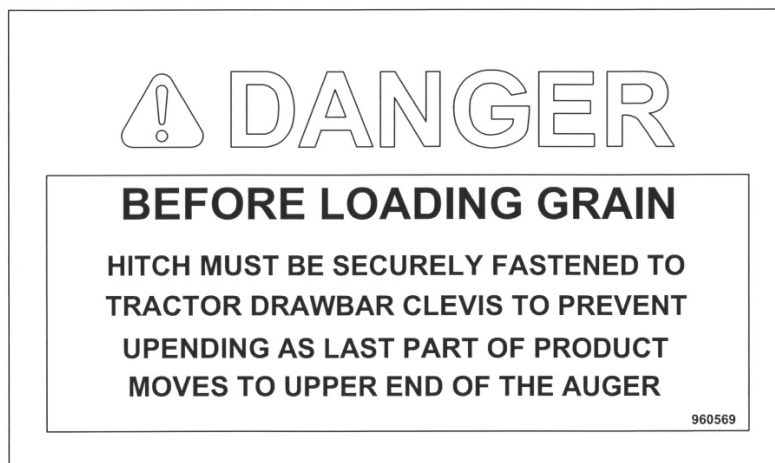 DANGER
BEFORE LOADING GRAIN
HITCH MUST BE SECURELY FASTENED TO
TRACTOR DRAWBAR CLEVIS TO PREVENT
UPENDING AS LAST PART OF PRODUCT
MOVES TO UPPER END OF THE AUGER
960569